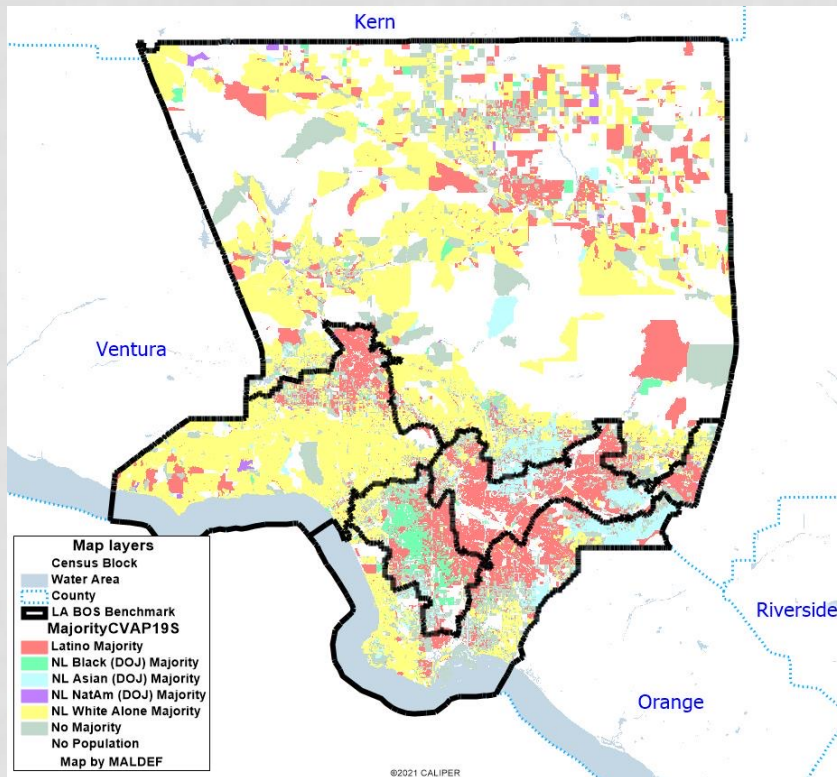 Kern
Ventura
Riverside
Orange
Map layers
Census Block
Water Area
County
LA BOS Benchmark
MajorityCVAP19S
Latino Majority
NL Black (DOJ) Majority
NL Asian (DOJ) Majority
NL NatAm (DOJ) Majority
NL White Alone Majority
No Majority
No Population
Map by MALDEF
©2021 CALIPER